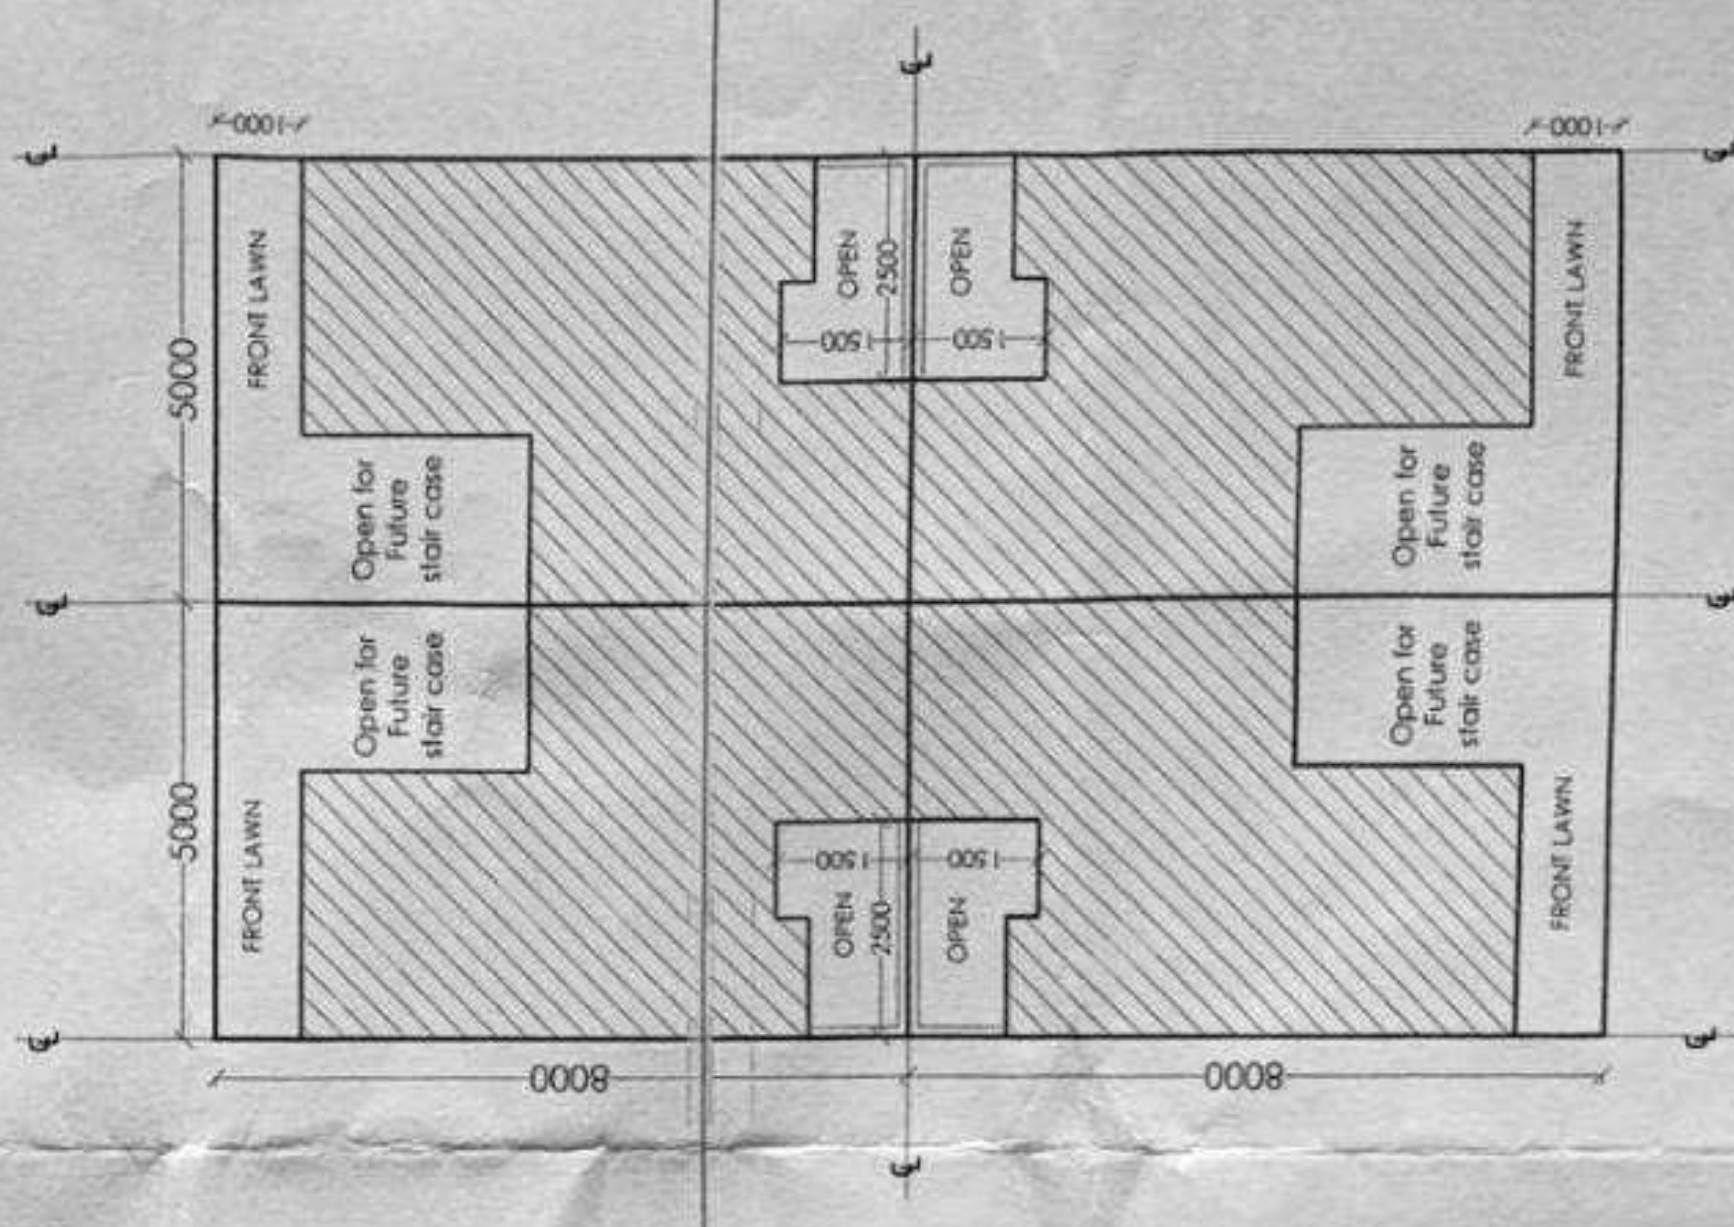 ℄
1000
1000
℄
℄
FRONT LAWN
OPEN
2500
OPEN
FRONT LAWN
1500
1500
5000
Open for
Future
stair case
Open for
Future
stair case
℄
℄
Open for
Future
stair case
Open for
Future
stair case
5000
FRONT LAWN
1500
1500
OPEN
2500
OPEN
FRONT LAWN
℄
℄
8000
8000
℄